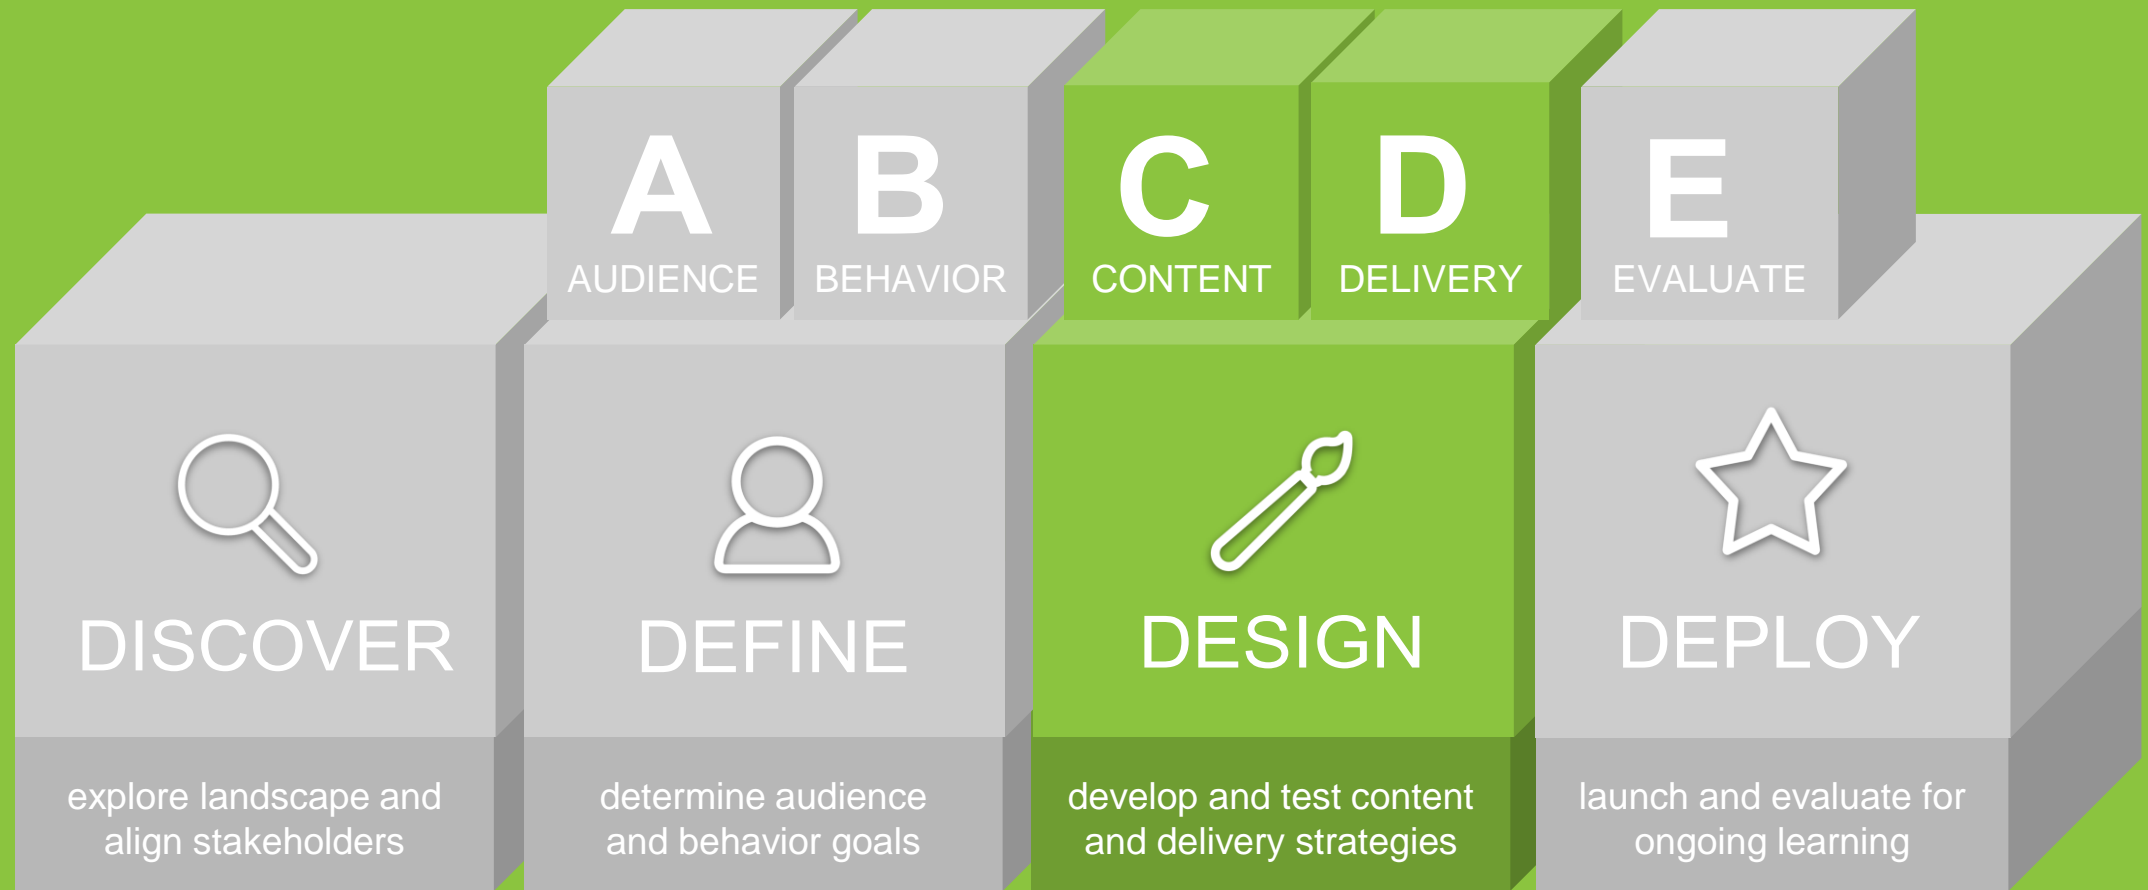 A
AUDIENCE
B
BEHAVIOR
C
CONTENT
D
DELIVERY
E
EVALUATE
DISCOVER
explore landscape and
align stakeholders
DEFINE
determine audience
and behavior goals
DESIGN
develop and test content
and delivery strategies
DEPLOY
launch and evaluate for
ongoing learning